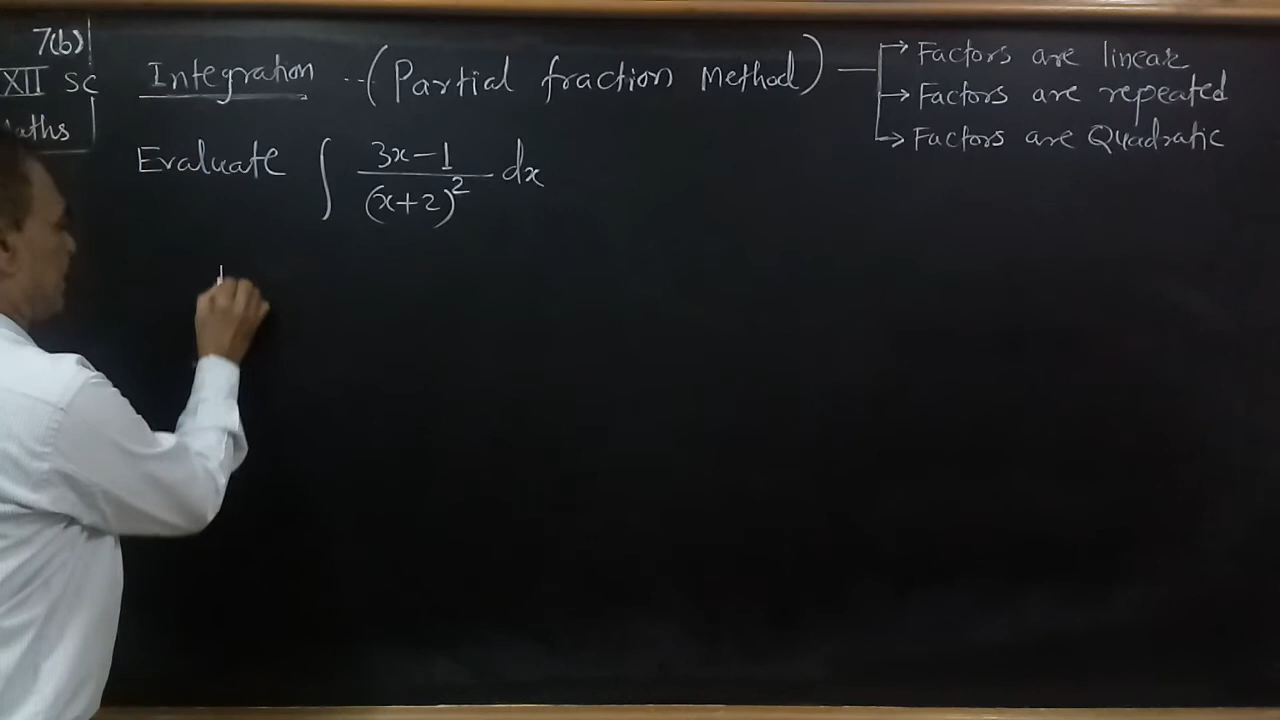 7(b)
XII SC
Maths
Integration --(Partial fraction Method)
Factors are linear
Factors are repeated
Factors are Quadratic
Evaluate ∫ (3x-1)/(x+2)² dx